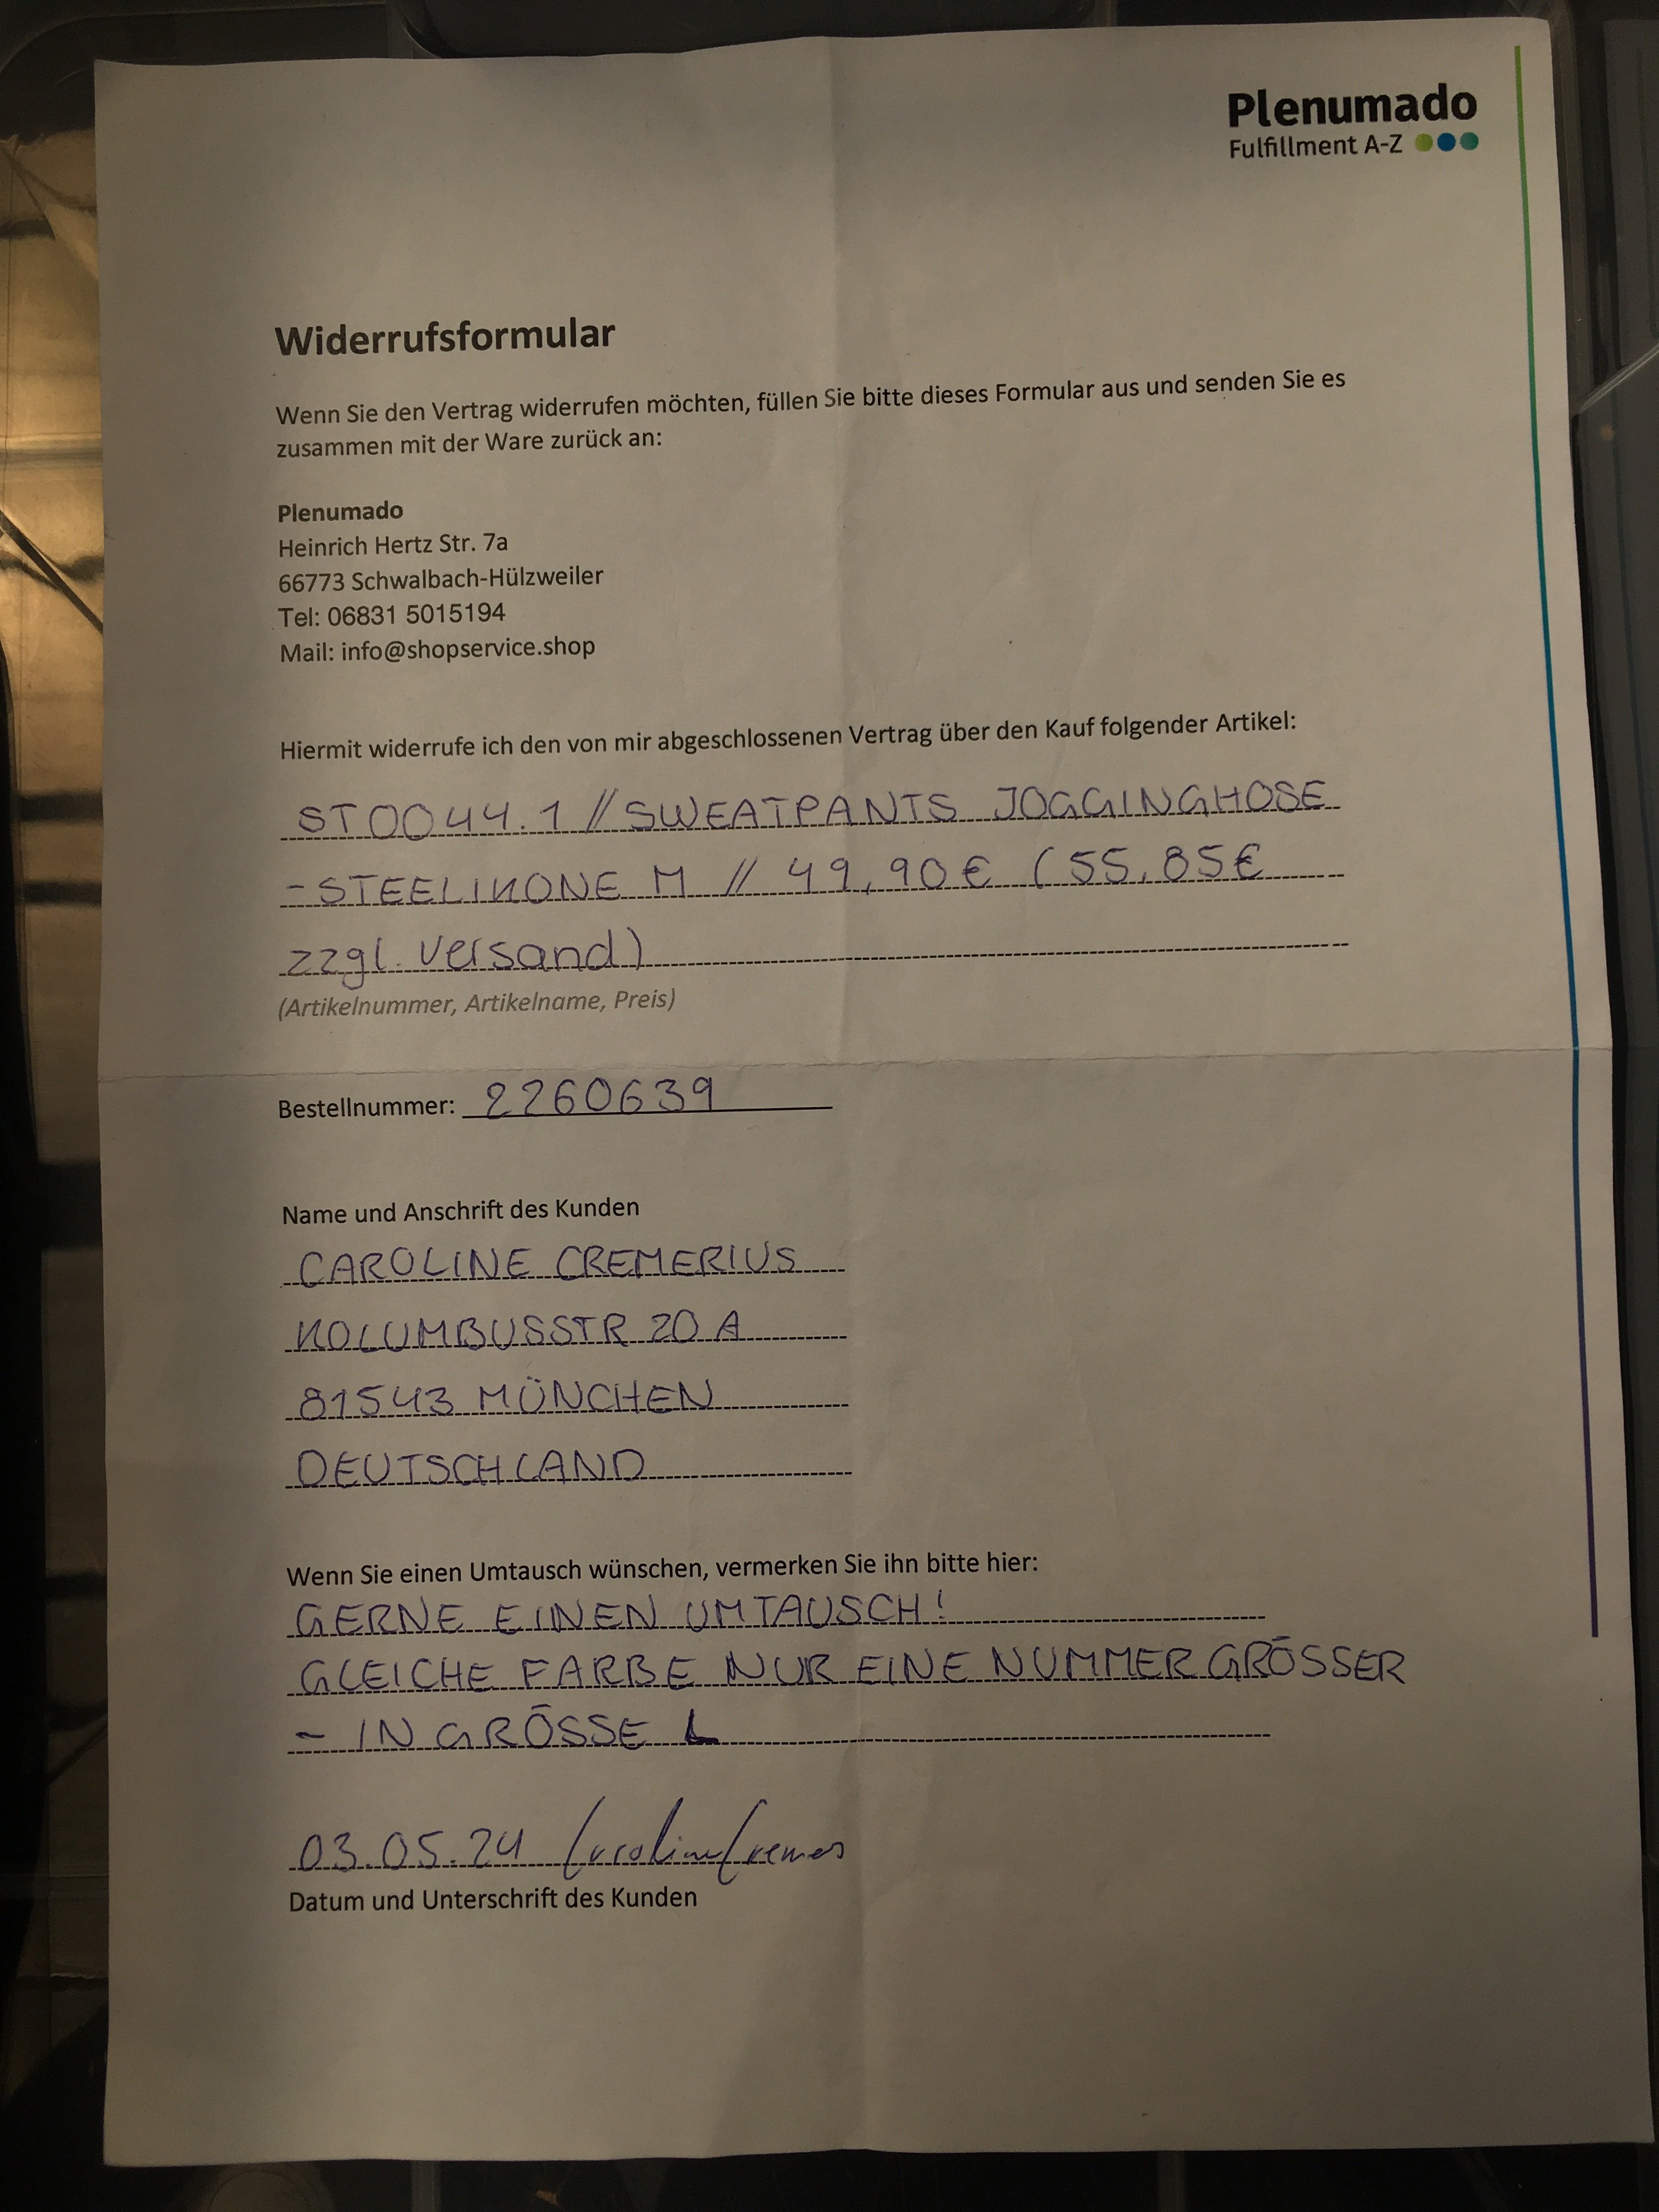 Plenumado
Fulfillment A-Z
Widerrufsformular
Wenn Sie den Vertrag widerrufen möchten, füllen Sie bitte dieses Formular aus und senden Sie es
zusammen mit der Ware zurück an:
Plenumado
Heinrich Hertz Str. 7a
66773 Schwalbach-Hülzweiler
Tel: 06831 5015194
Mail: info@shopservice.shop
Hiermit widerrufe ich den von mir abgeschlossenen Vertrag über den Kauf folgender Artikel:
ST0044.1 // SWEATPANTS JOGGINGHOSE
- STEELIKONE M // 49,90€ (55,85€
zzgl. Versand)
(Artikelnummer, Artikelname, Preis)
Bestellnummer: 2260639
Name und Anschrift des Kunden
CAROLINE CREMERIUS
KOLUMBUSSTR 20 A
81543 MÜNCHEN
DEUTSCHLAND
Wenn Sie einen Umtausch wünschen, vermerken Sie ihn bitte hier:
GERNE EINEN UMTAUSCH!
GLEICHE FARBE NUR EINE NUMMER GRÖSSER
- IN GRÖSSE L
03.05.24
Datum und Unterschrift des Kunden